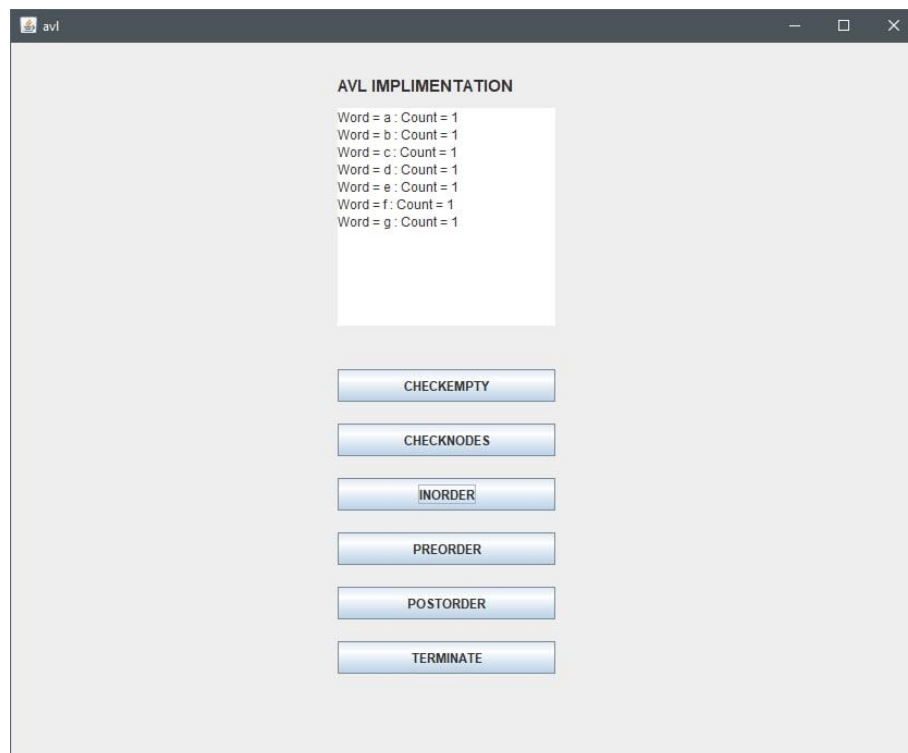 avl
AVL IMPLIMENTATION
Word = a : Count = 1
Word = b : Count = 1
Word = c : Count = 1
Word = d : Count = 1
Word = e : Count = 1
Word = f : Count = 1
Word = g : Count = 1
CHECKEMPTY
CHECKNODES
INORDER
PREORDER
POSTORDER
TERMINATE